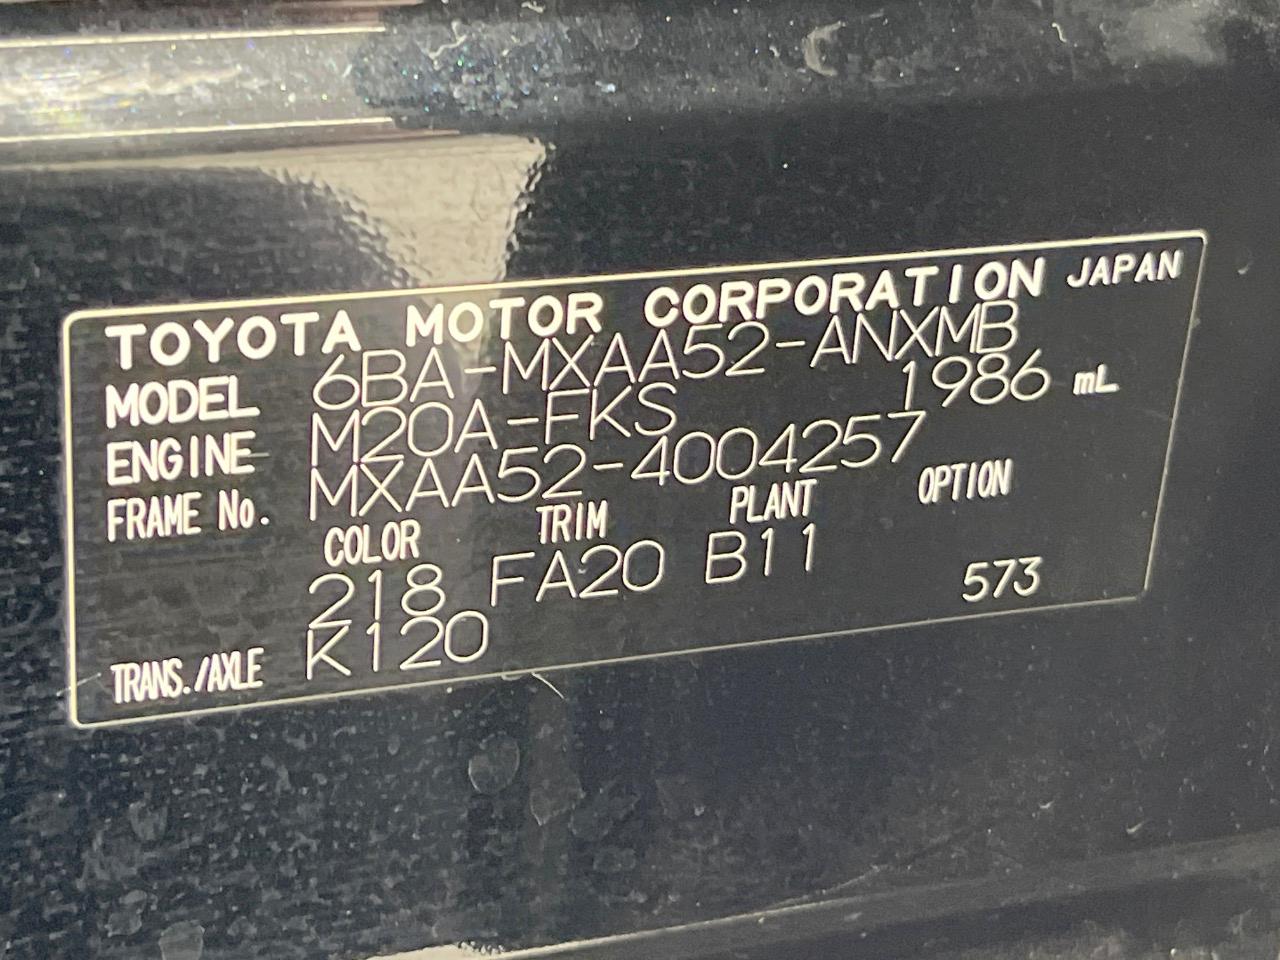 TOYOTA MOTOR CORPORATION JAPAN
MODEL 6BA-MXAA52-ANXMB
ENGINE M20A-FKS 1986 mL
FRAME No. MXAA52-4004257
COLOR TRIM PLANT OPTION
218 FA20 B11
TRANS./AXLE K120 573